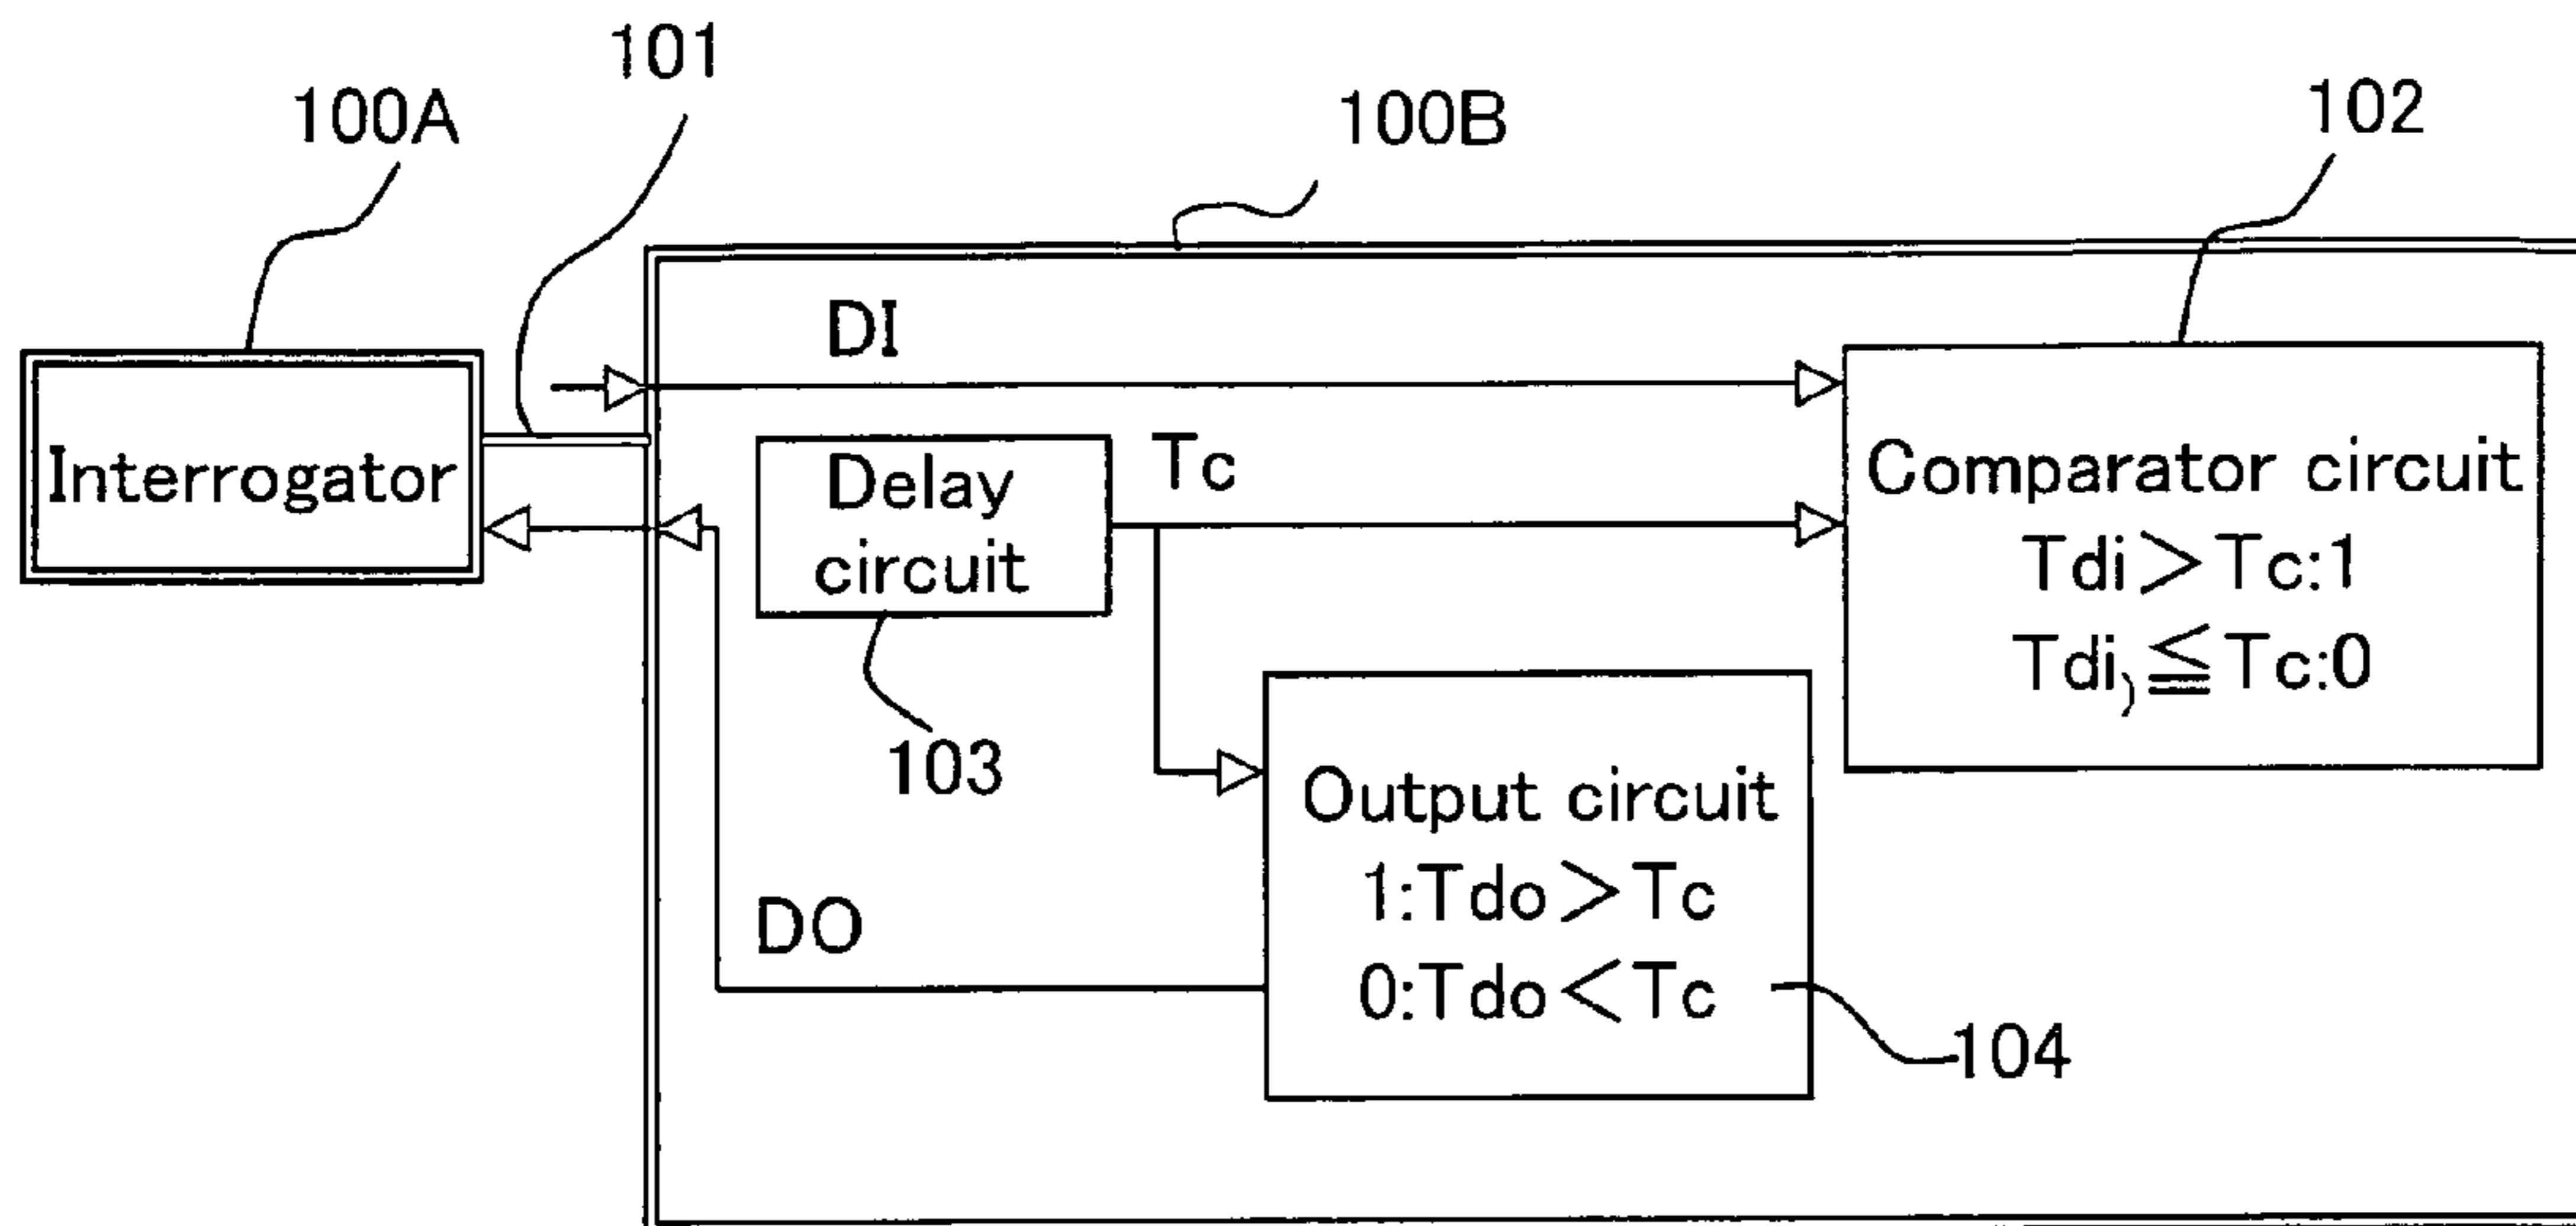 101
100A
100B
102
DI
Interrogator
Tc
Delay
circuit
Comparator circuit
Tdi＞Tc:1
Tdi,)≦Tc:0
103
Output circuit
1:Tdo＞Tc
0:Tdo＜Tc
DO
104